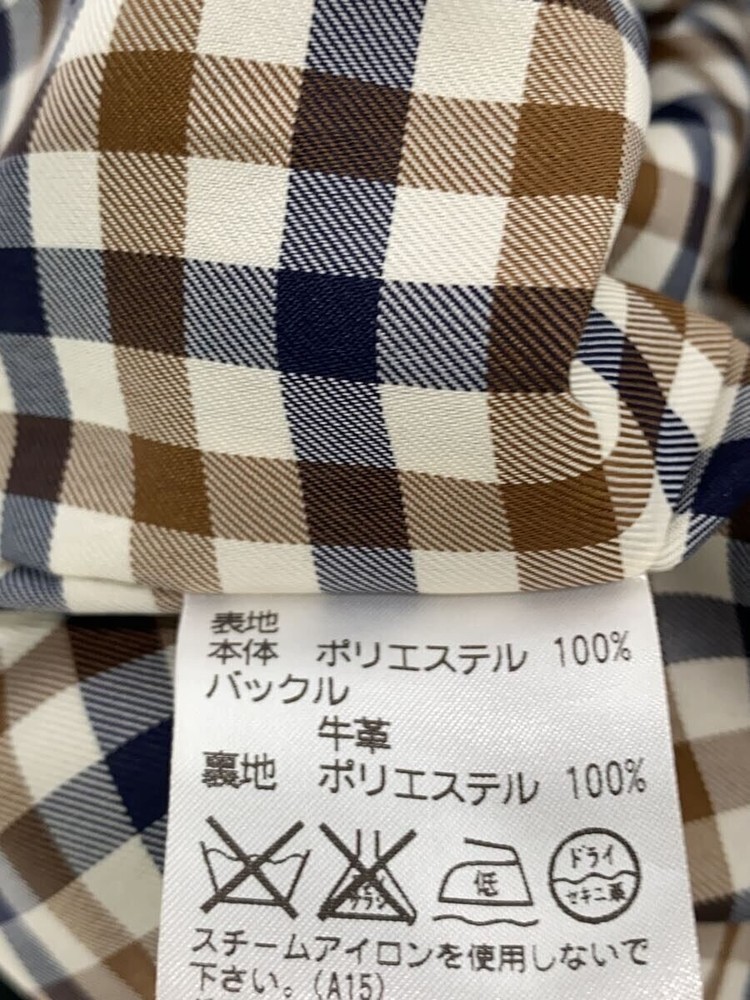 表地
本体 ポリエステル 100%
バックル
牛革
裏地 ポリエステル 100%
低
ドライ
セキユ系
スチームアイロンを使用しないで
下さい。(A15)